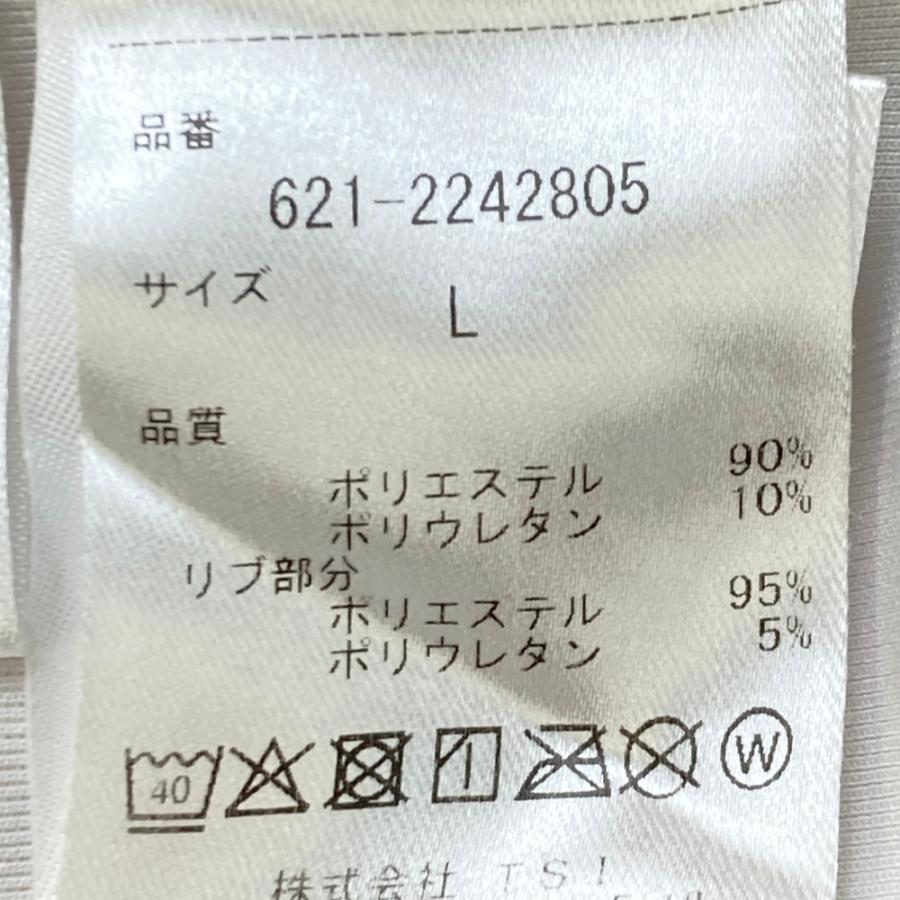 品番
621-2242805
サイズ
L
品質
ポリエステル 90%
ポリウレタン 10%
リブ部分
ポリエステル 95%
ポリウレタン 5%
40 W
株式会社 TSI